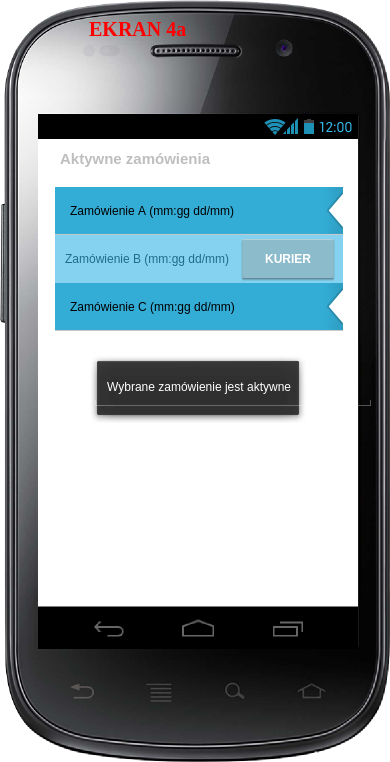 EKRAN 4a
12:00
Aktywne zamówienia
Zamówienie A (mm:gg dd/mm)
Zamówienie B (mm:gg dd/mm) KURIER
Zamówienie C (mm:gg dd/mm)
Wybrane zamówienie jest aktywne